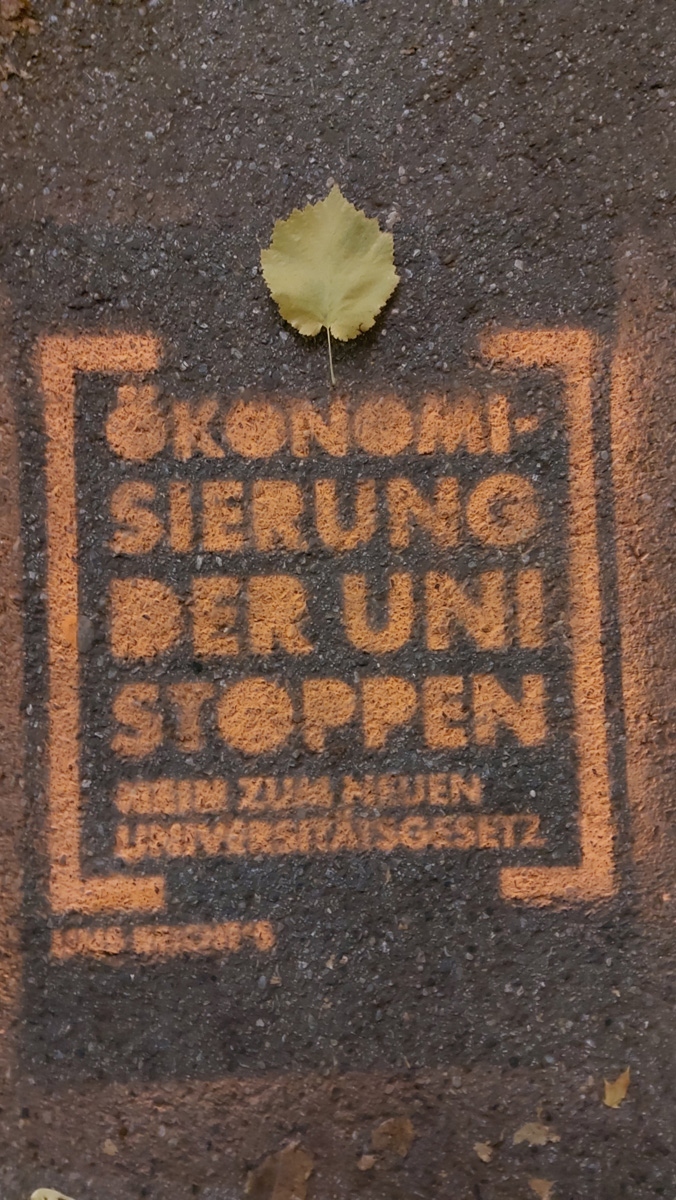 ÖKONOMI-
SIERUNG
DER UNI
STOPPEN
NEIN ZUM NEUEN
UNIVERSITÄTSGESETZ